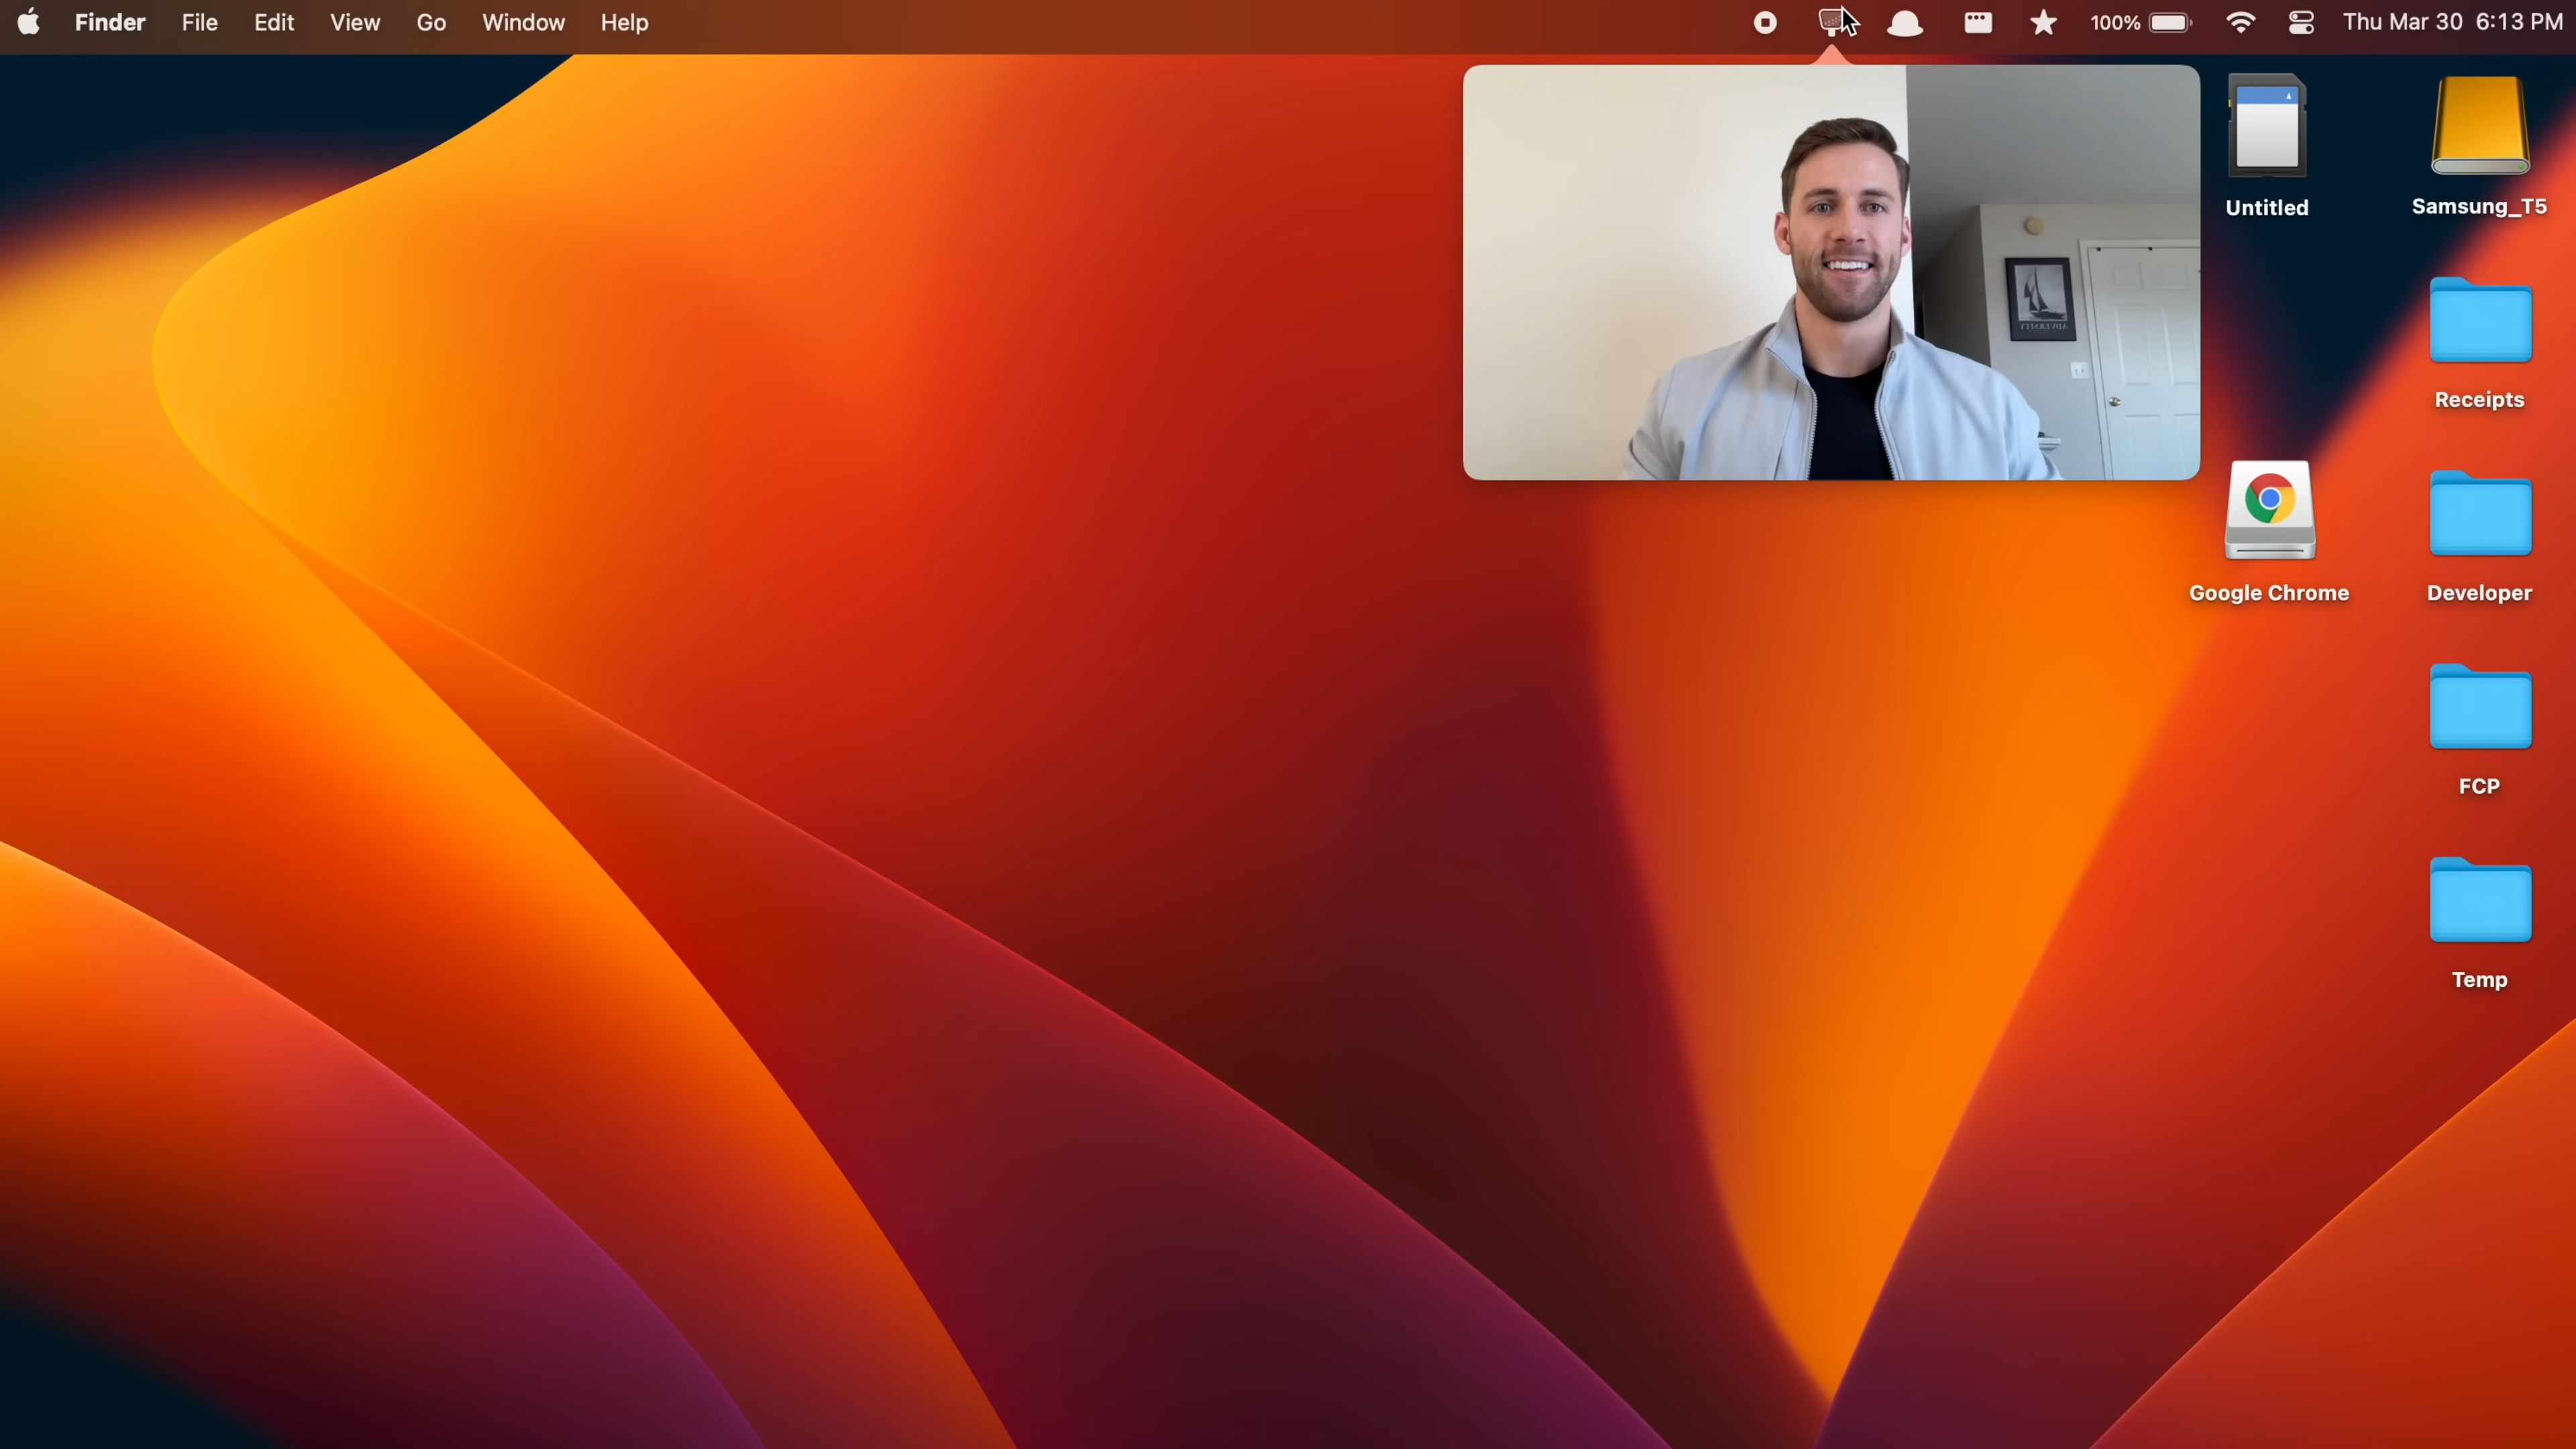 Finder File Edit View Go Window Help 100% Thu Mar 30 6:13 PM
Untitled
Samsung_T5
ADVERSITY
Receipts
Google Chrome
Developer
FCP
Temp